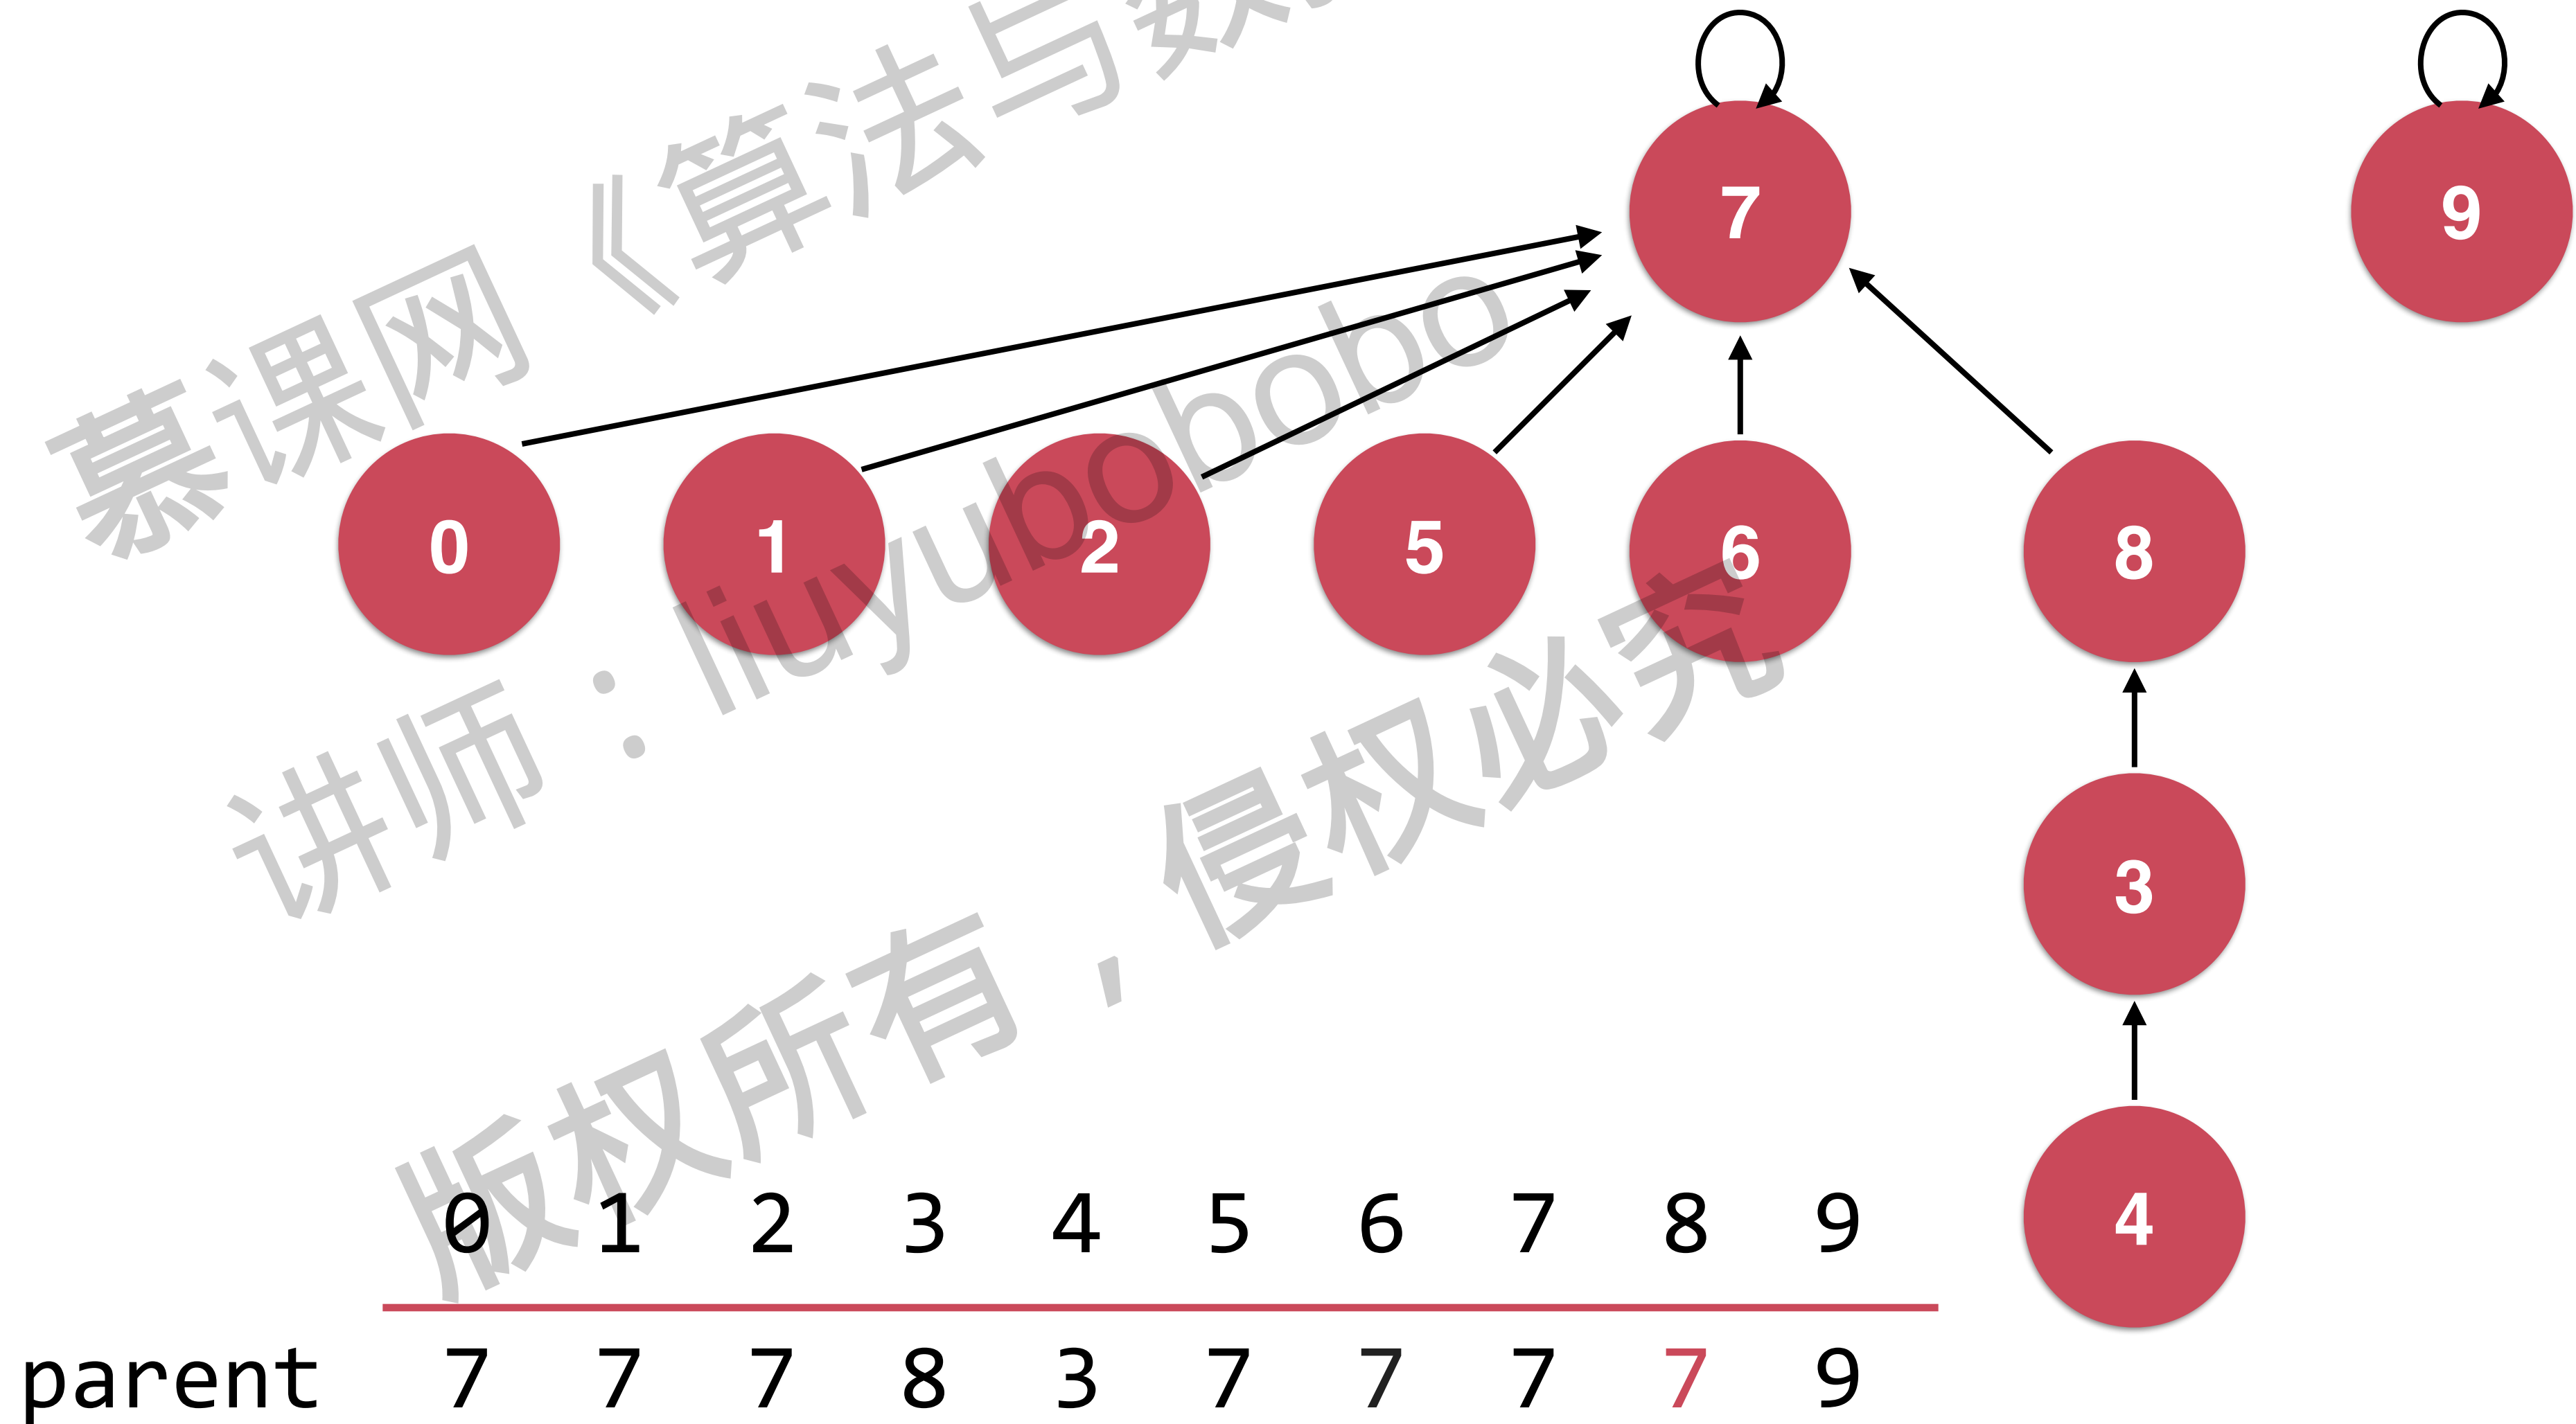 慕课网《算法与数
7 9
0 1 2 5 6 8
讲师：liuyubobobo
3
版权所有，侵权必究
4
0 1 2 3 4 5 6 7 8 9
parent 7 7 7 8 3 7 7 7 7 9